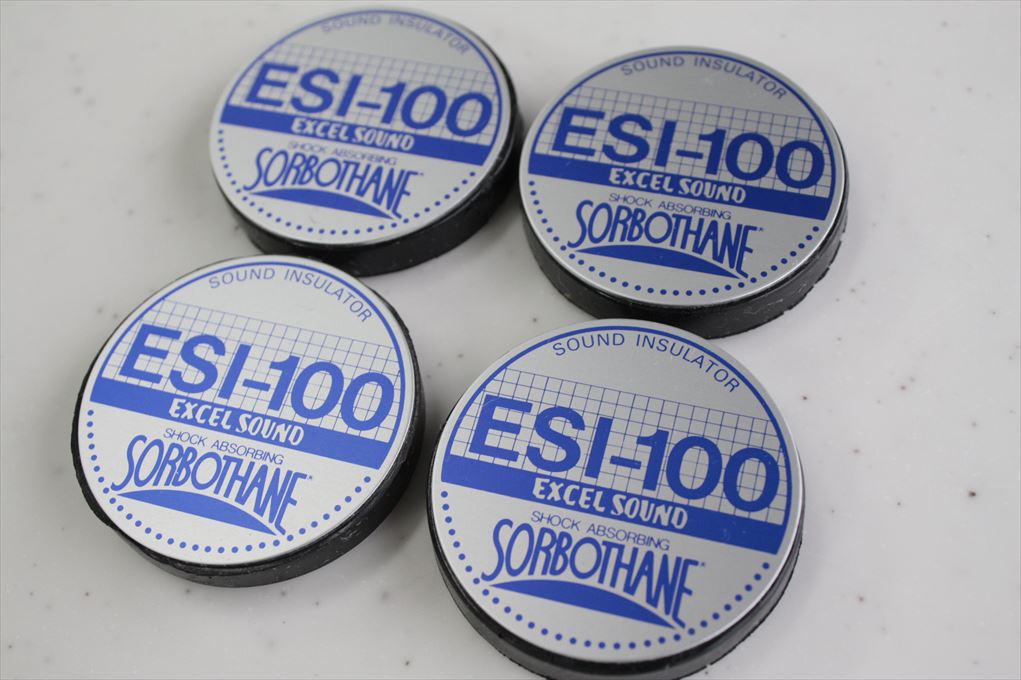 SOUND INSULATOR
ESI-100
EXCEL SOUND
SHOCK ABSORBING
SORBOTHANE
SOUND INSULATOR
ESI-100
EXCEL SOUND
SHOCK ABSORBING
SORBOTHANE
SOUND INSULATOR
ESI-100
EXCEL SOUND
SHOCK ABSORBING
SORBOTHANE
SOUND INSULATOR
ESI-100
EXCEL SOUND
SHOCK ABSORBING
SORBOTHANE